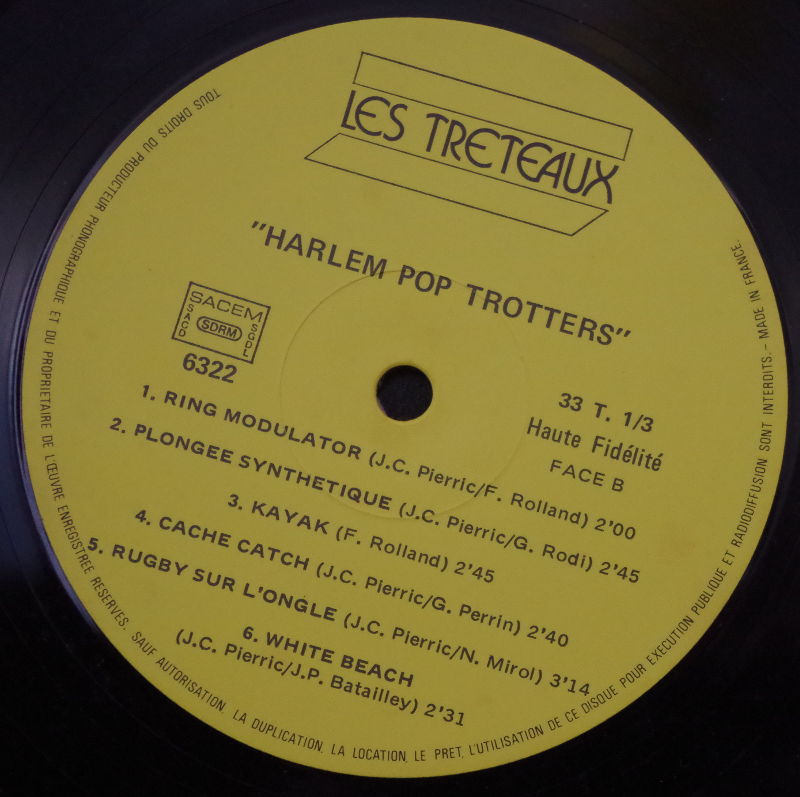 LES TRETEAUX
"HARLEM POP TROTTERS"
SACEM
SACD
SDRM
SGDL
6322
33 T. 1/3
Haute Fidélité
FACE B
1. RING MODULATOR (J.C. Pierric/F. Rolland) 2'00
2. PLONGEE SYNTHETIQUE (J.C. Pierric/G. Rodi) 2'45
3. KAYAK (F. Rolland) 2'45
4. CACHE CATCH (J.C. Pierric/G. Perrin) 2'40
5. RUGBY SUR L'ONGLE (J.C. Pierric/N. Mirol) 3'14
6. WHITE BEACH
(J.C. Pierric/J.P. Batailley) 2'31
TOUS DROITS DU PRODUCTEUR PHONOGRAPHIQUE ET DU PROPRIETAIRE DE L'ŒUVRE ENREGISTREE RESERVES. SAUF AUTORISATION, LA DUPLICATION, LA LOCATION, LE PRET, L'UTILISATION DE CE DISQUE POUR EXECUTION PUBLIQUE ET RADIODIFFUSION SONT INTERDITS. - MADE IN FRANCE.